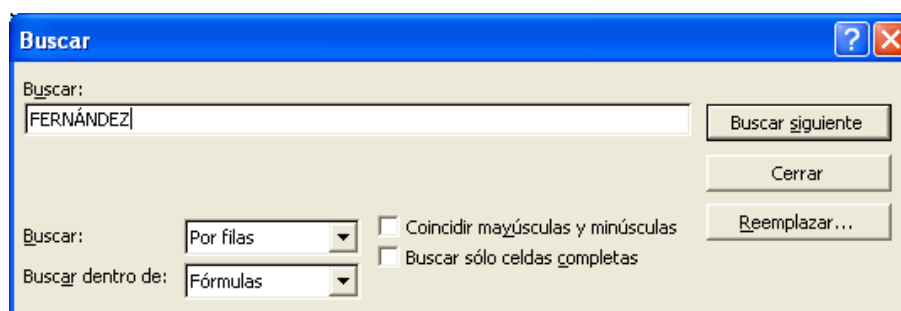 Buscar
Buscar:
FERNÁNDEZ
Buscar siguiente
Cerrar
Reemplazar...
Buscar:
Por filas
Coincidir mayúsculas y minúsculas
Buscar dentro de:
Fórmulas
Buscar sólo celdas completas